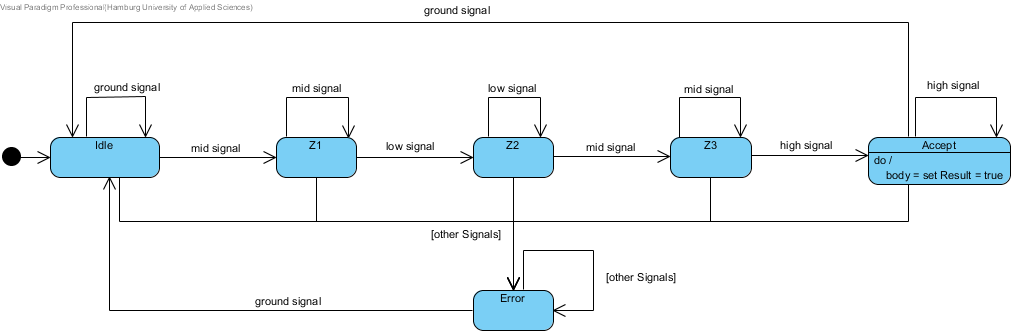 Visual Paradigm Professional(Hamburg University of Applied Sciences)
ground signal
ground signal
mid signal
low signal
mid signal
high signal
Idle
Z1
Z2
Z3
Accept
mid signal
low signal
mid signal
high signal
do /
body = set Result = true
[other Signals]
[other Signals]
Error
ground signal